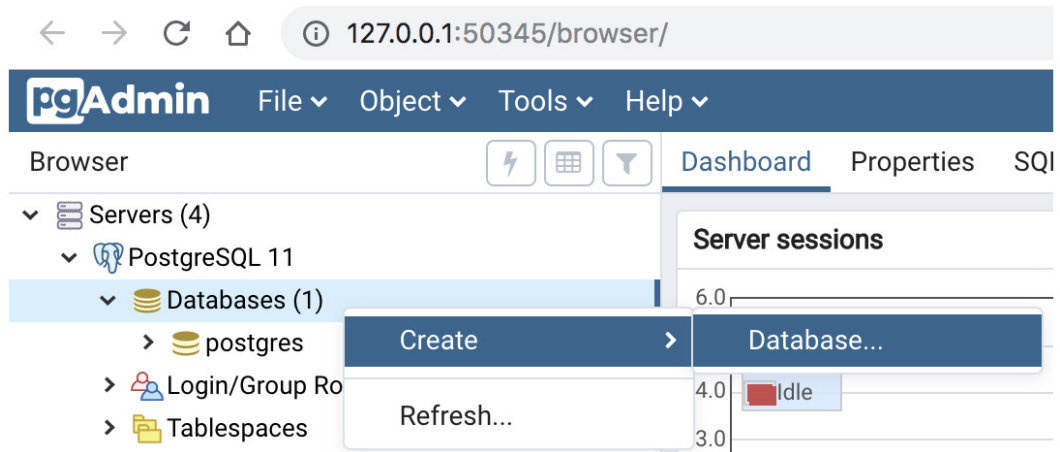 127.0.0.1:50345/browser/
pgAdmin File Object Tools Help
Browser Dashboard Properties
Servers (4)
PostgreSQL 11
Server sessions
Databases (1)
6.0
postgres
Create
Database...
Login/Group Ro
4.0
Idle
Refresh...
Tablespaces
3.0